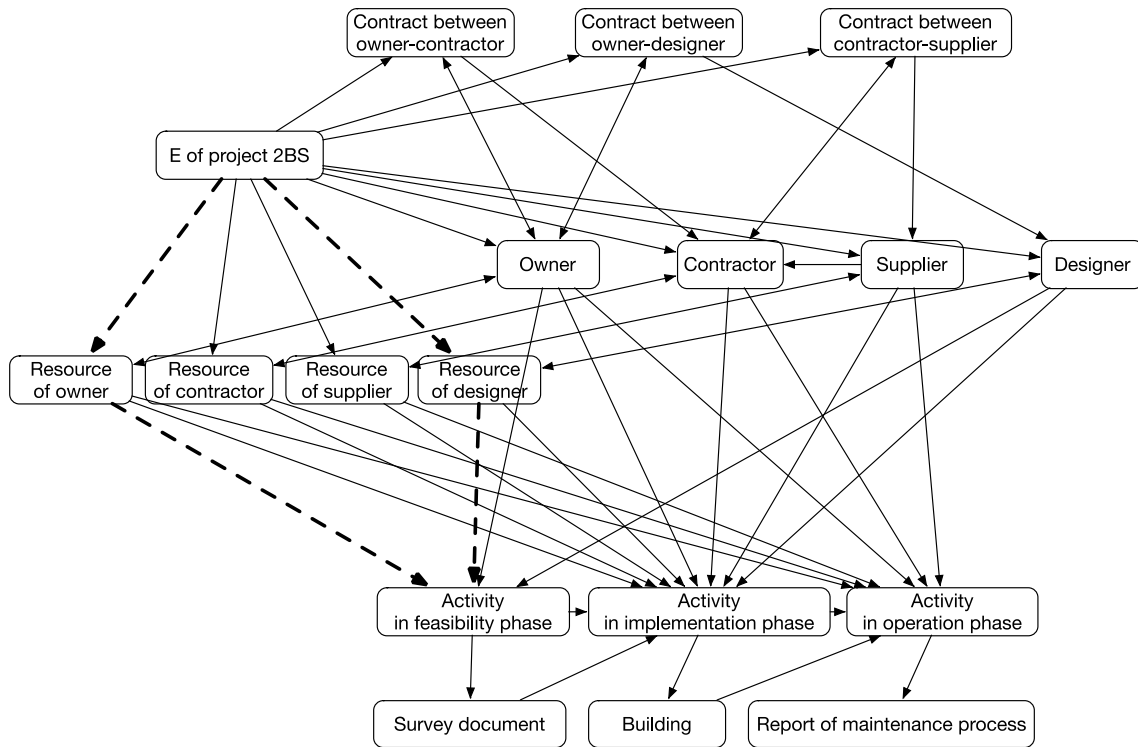 Contract between
owner-contractor
Contract between
owner-designer
Contract between
contractor-supplier
E of project 2BS
Owner
Contractor
Supplier
Designer
Resource
of owner
Resource
of contractor
Resource
of supplier
Resource
of designer
Activity
in feasibility phase
Activity
in implementation phase
Activity
in operation phase
Survey document
Building
Report of maintenance process